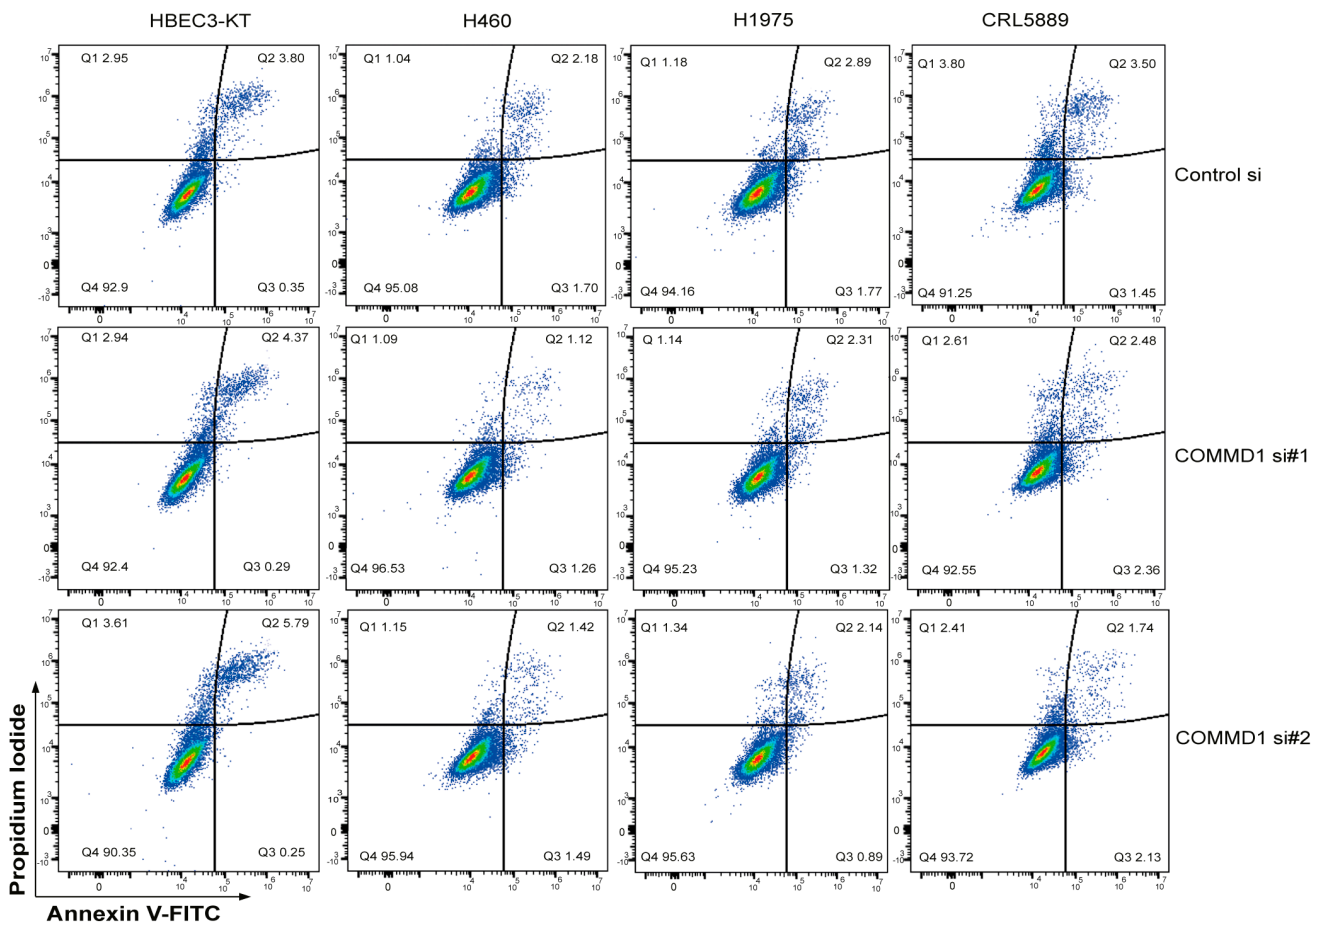 HBEC3-KT H460 H1975 CRL5889
Q1 2.95 Q2 3.80 Q1 1.04 Q2 2.18 Q1 1.18 Q2 2.89 Q1 3.80 Q2 3.50
Control si
Q4 92.9 Q3 0.35 Q4 95.08 Q3 1.70 Q4 94.16 Q3 1.77 Q4 91.25 Q3 1.45
Q1 2.94 Q2 4.37 Q1 1.09 Q2 1.12 Q 1.14 Q2 2.31 Q1 2.61 Q2 2.48
COMMD1 si#1
Q4 92.4 Q3 0.29 Q4 96.53 Q3 1.26 Q4 95.23 Q3 1.32 Q4 92.55 Q3 2.36
Q1 3.61 Q2 5.79 Q1 1.15 Q2 1.42 Q1 1.34 Q2 2.14 Q1 2.41 Q2 1.74
COMMD1 si#2
Q4 90.35 Q3 0.25 Q4 95.94 Q3 1.49 Q4 95.63 Q3 0.89 Q4 93.72 Q3 2.13
Propidium Iodide
Annexin V-FITC